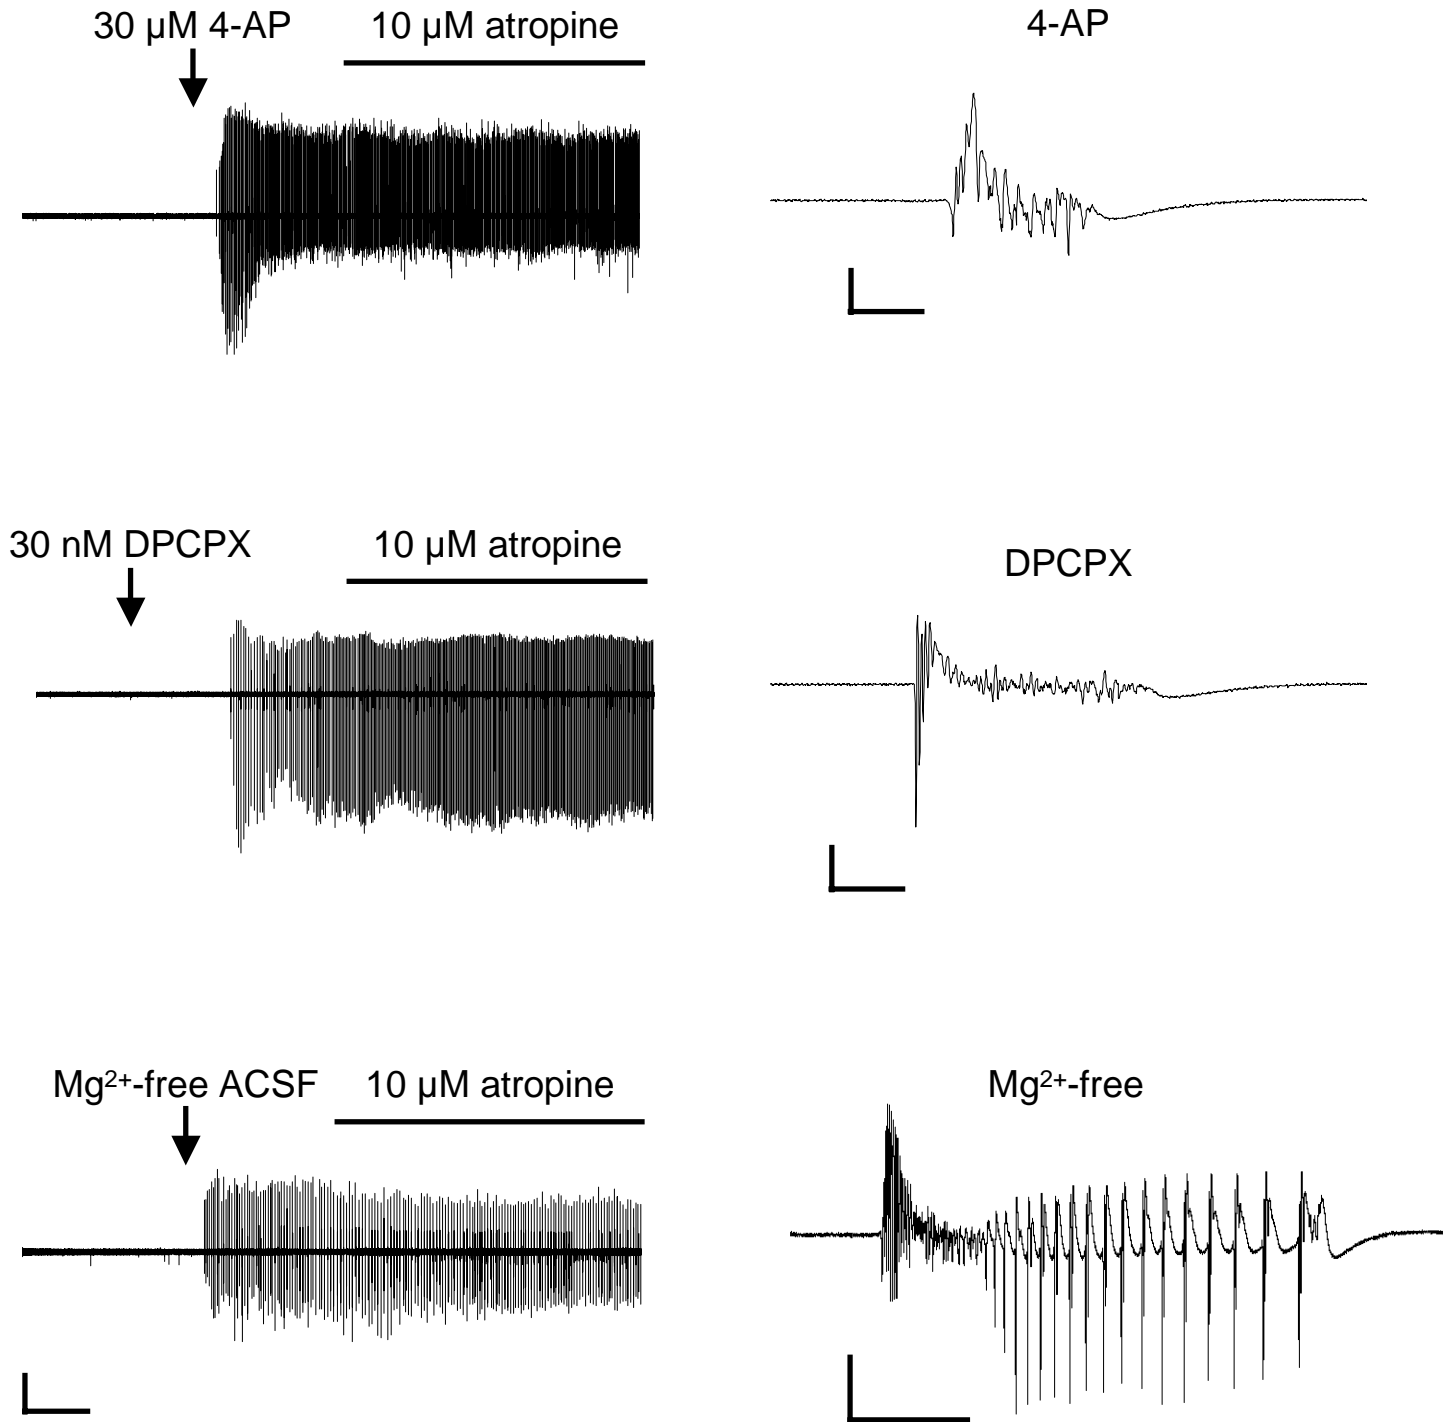 30 µM 4-AP
10 µM atropine
4-AP
30 nM DPCPX
10 µM atropine
DPCPX
Mg²⁺-free ACSF
10 µM atropine
Mg²⁺-free